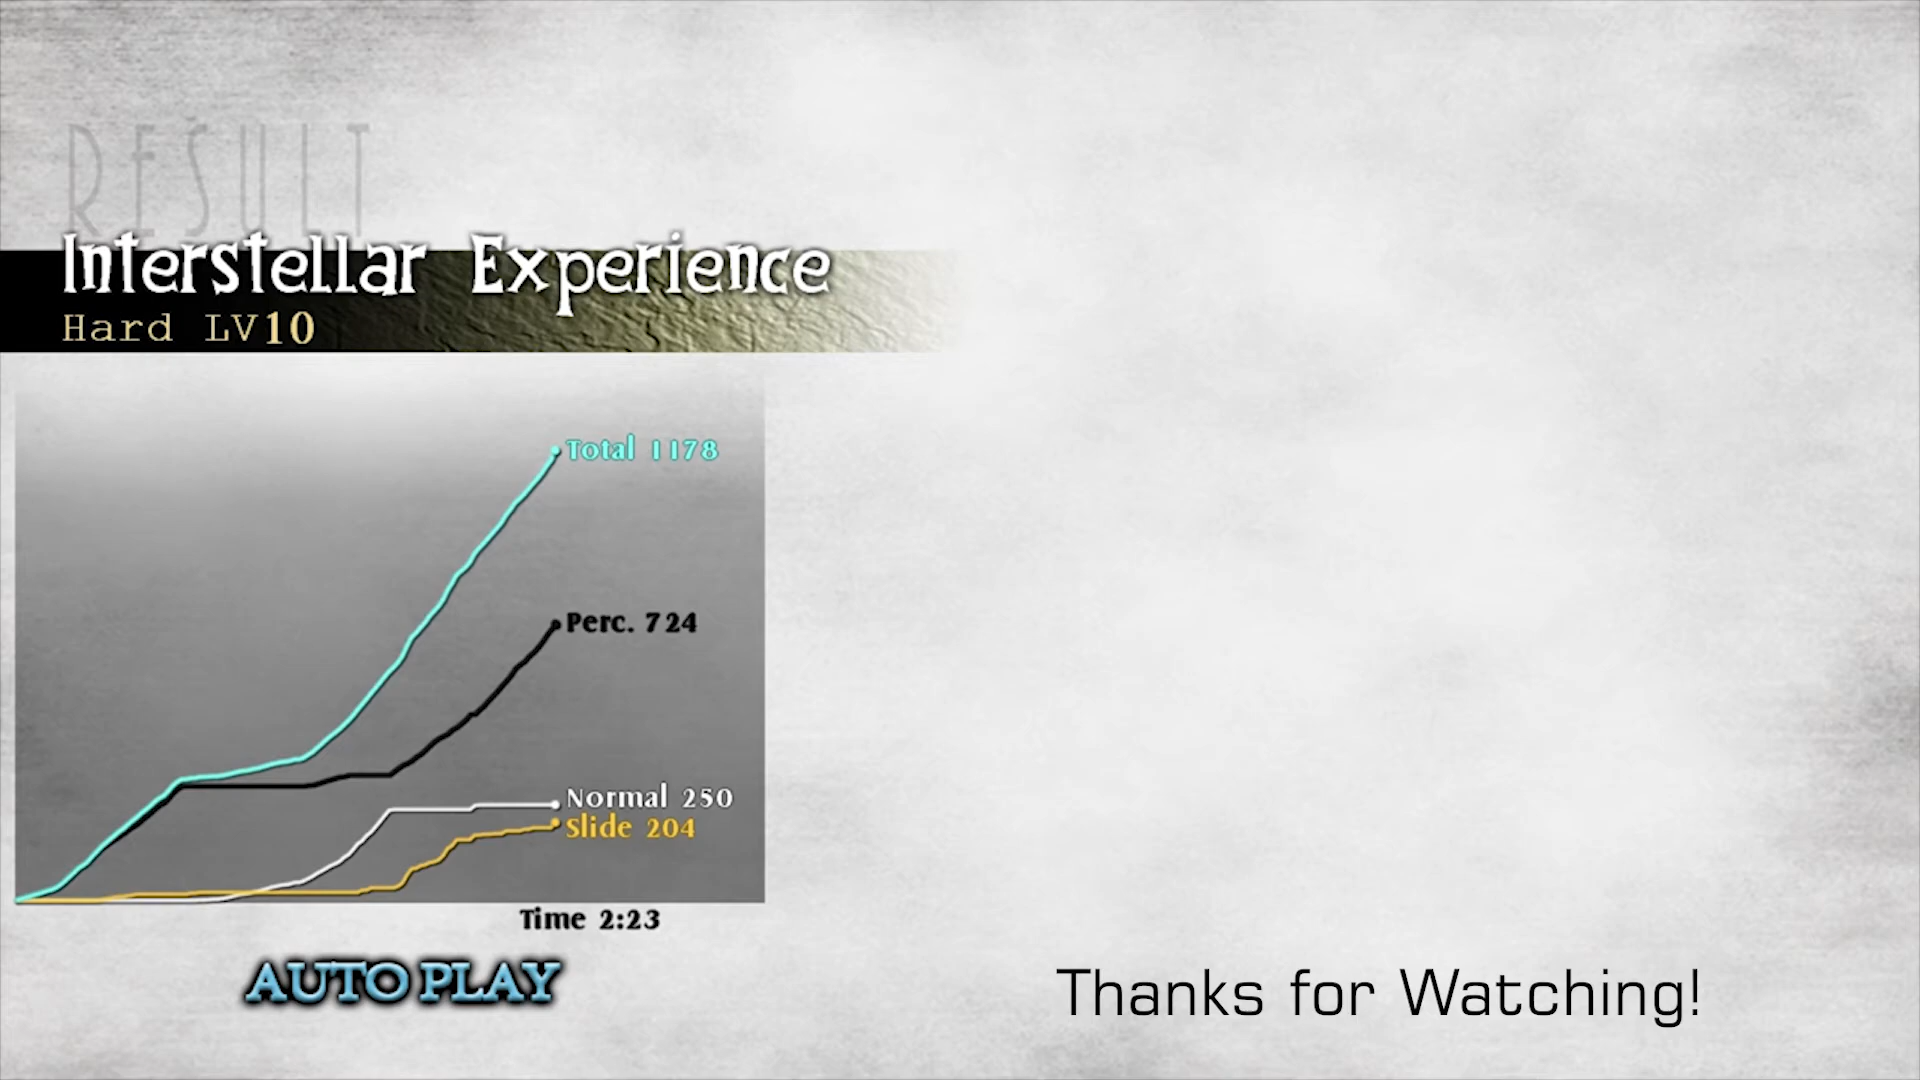 RESULT
Interstellar Experience
Hard LV10
Total 1178
Perc. 724
Normal 250
Slide 204
Time 2:23
AUTO PLAY
Thanks for Watching!